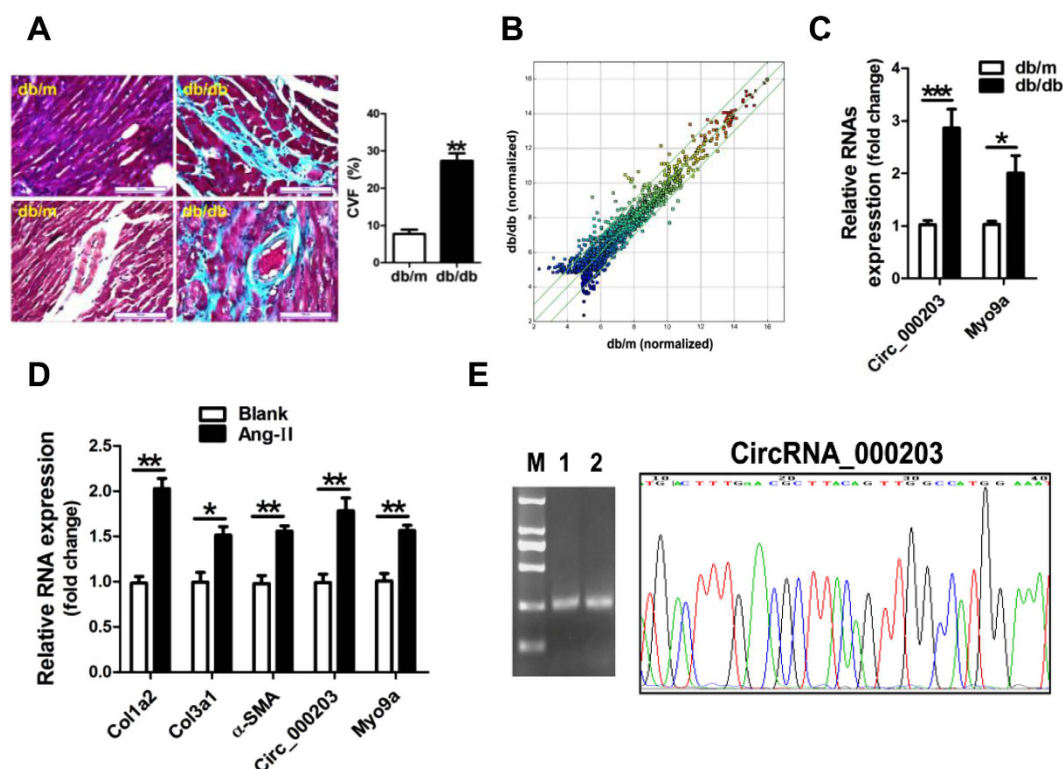 A
db/m
db/db
db/m
db/db
CVF (%)
40
30
20
10
0
**
db/m db/db
B
db/db (normalized)
16
14
12
10
8
6
4
2
2 4 6 8 10 12 14 16
db/m (normalized)
C
db/m
db/db
Relative RNAs
expresstion (fold change)
4
3
2
1
0
***
*
Circ_000203
Myo9a
D
Blank
Ang-II
Relative RNA expression
(fold change)
2.5
2.0
1.5
1.0
0.5
0.0
**
*
**
**
**
Col1a2
Col3a1
α-SMA
Circ_000203
Myo9a
E
M 1 2
CircRNA_000203
10 20 30 40